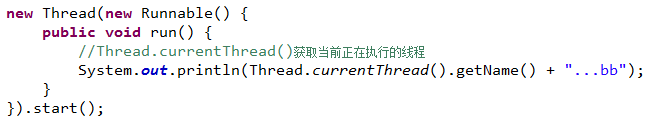 new Thread(new Runnable() {
    public void run() {
        //Thread.currentThread()获取当前正在执行的线程
        System.out.println(Thread.currentThread().getName() + "...bb");
    }
}).start();